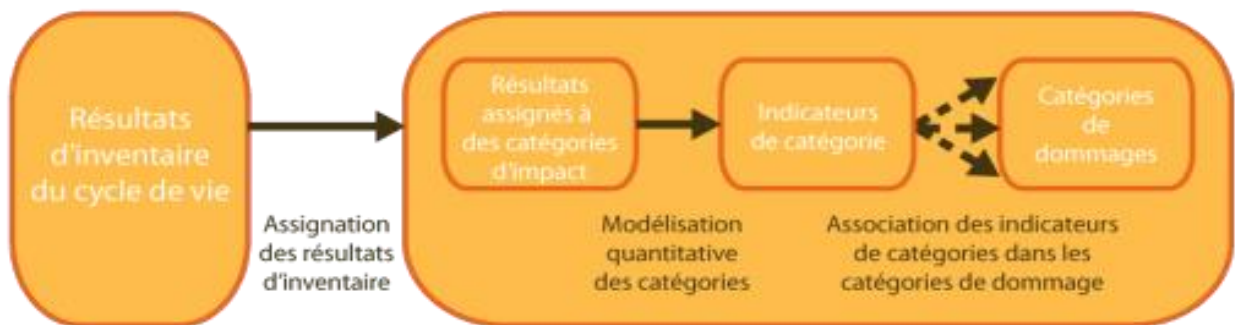 Résultats
d'inventaire
du cycle de vie
Assignation
des résultats
d'inventaire
Résultats
assignés à
des catégories
d'impact
Modélisation
quantitative
des catégories
Indicateurs
de catégorie
Association des indicateurs
de catégories dans les
catégories de dommage
Catégories
de
dommages